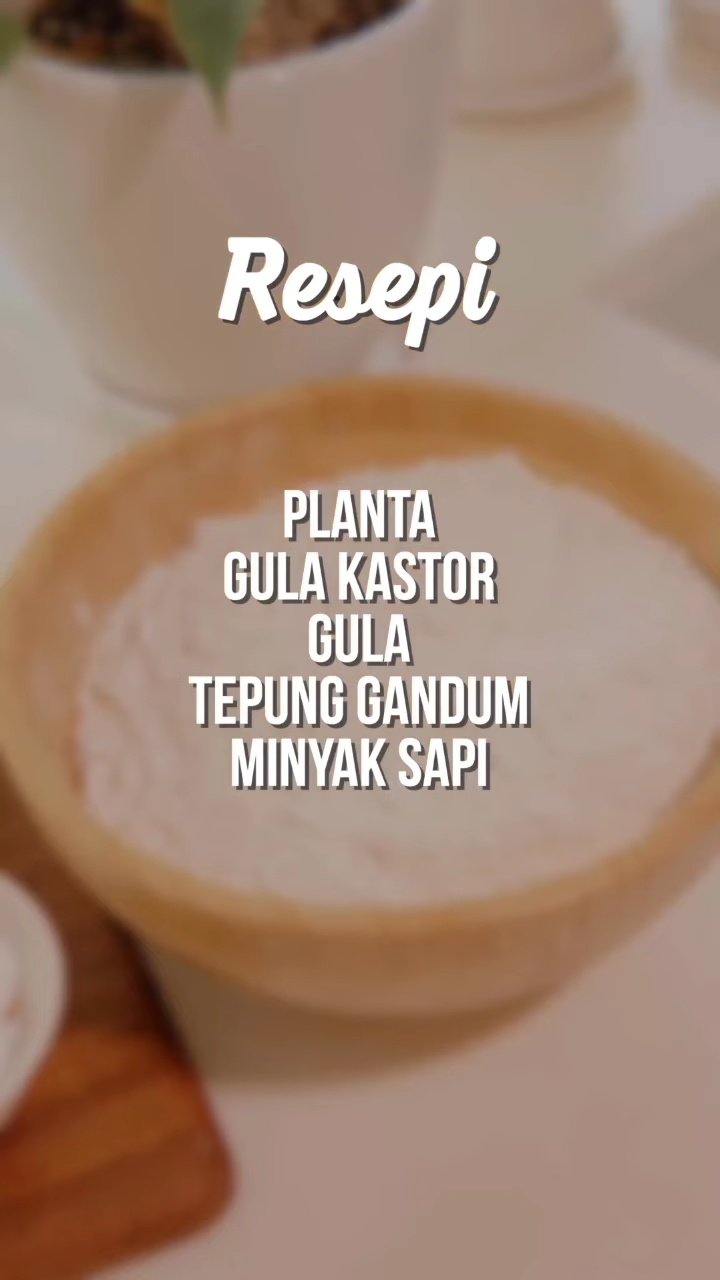 Resepi
PLANTA
GULA KASTOR
GULA
TEPUNG GANDUM
MINYAK SAPI